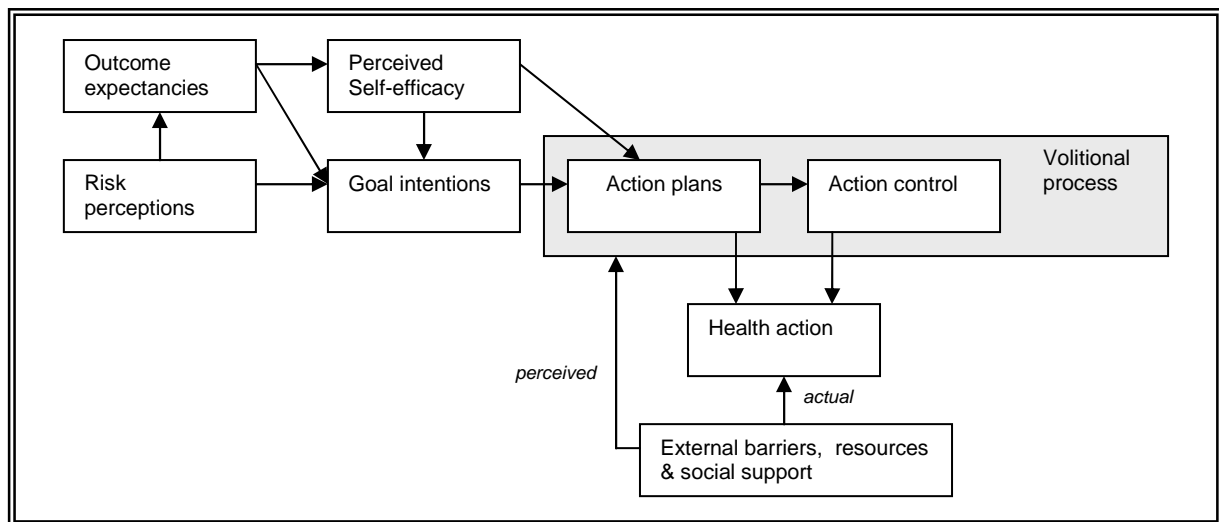 Outcome
expectancies
Perceived
Self-efficacy
Risk
perceptions
Goal intentions
Action plans
Action control
Volitional
process
Health action
perceived
actual
External barriers,  resources
& social support